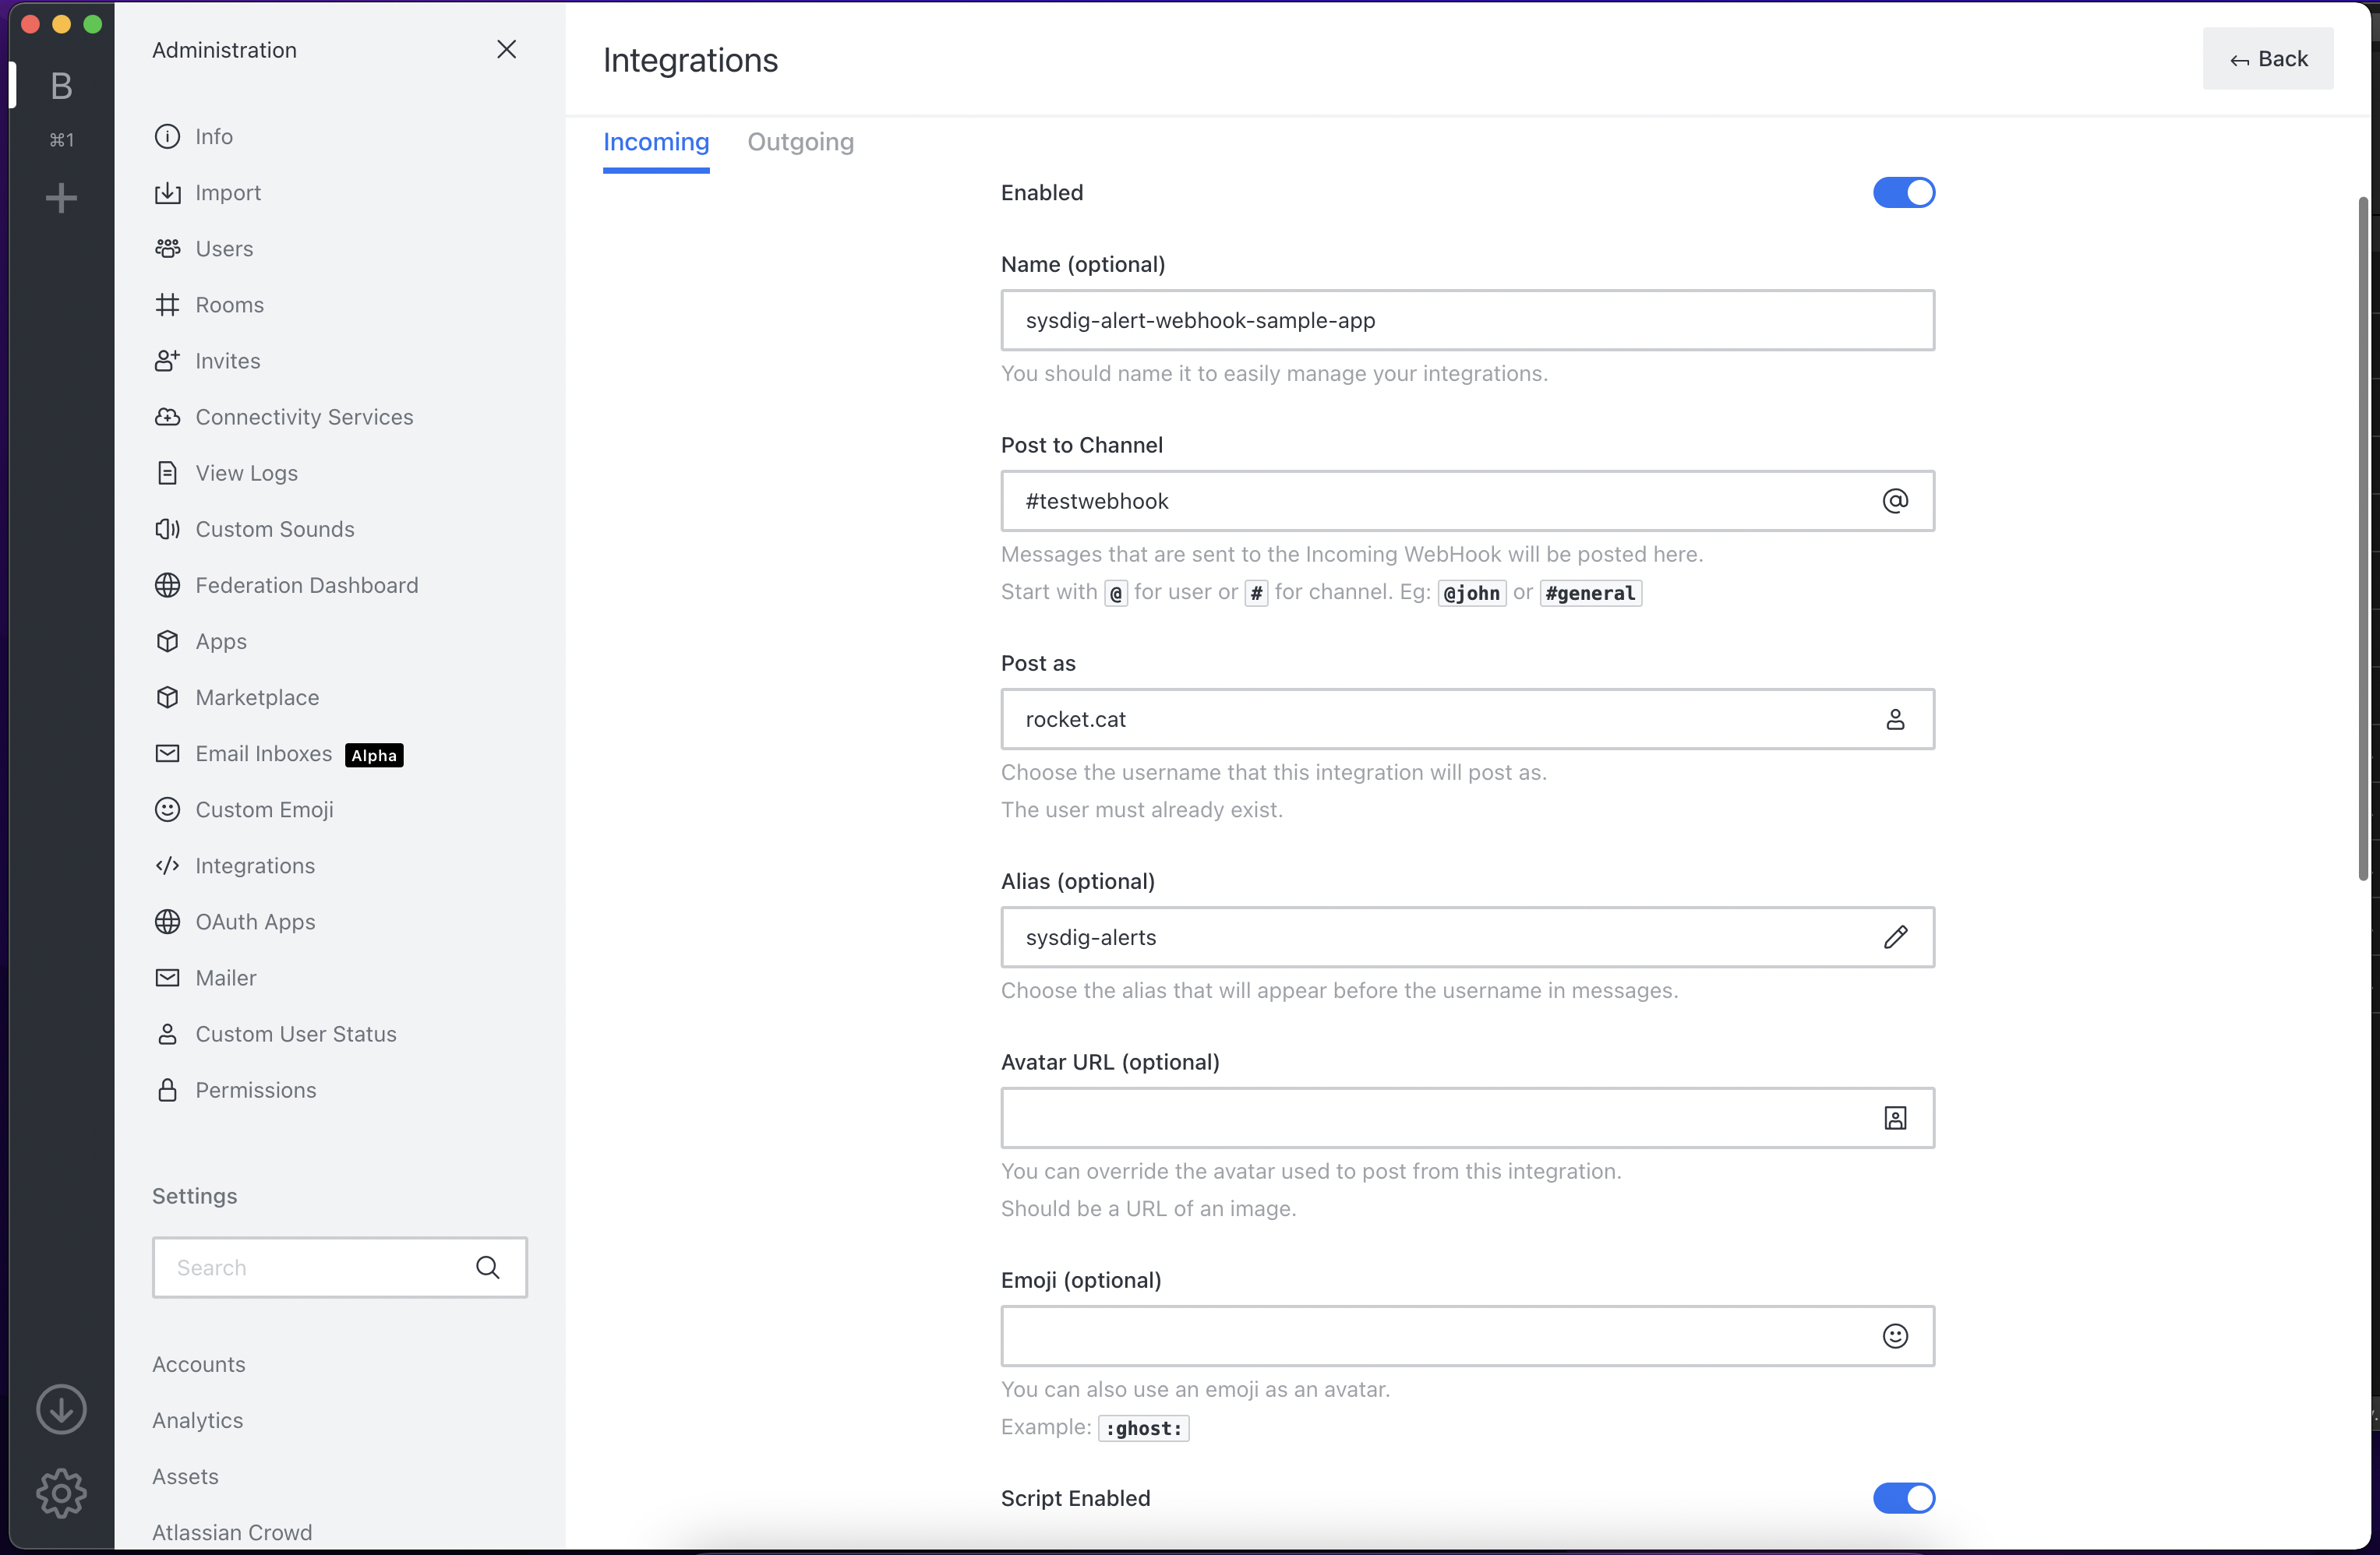 B
⌘1
Administration
Info
Import
Users
Rooms
Invites
Connectivity Services
View Logs
Custom Sounds
Federation Dashboard
Apps
Marketplace
Email Inboxes Alpha
Custom Emoji
Integrations
OAuth Apps
Mailer
Custom User Status
Permissions
Settings
Search
Accounts
Analytics
Assets
Atlassian Crowd
Integrations
Back
Incoming Outgoing
Enabled
Name (optional)
sysdig-alert-webhook-sample-app
You should name it to easily manage your integrations.
Post to Channel
#testwebhook
Messages that are sent to the Incoming WebHook will be posted here.
Start with @ for user or # for channel. Eg: @john or #general
Post as
rocket.cat
Choose the username that this integration will post as.
The user must already exist.
Alias (optional)
sysdig-alerts
Choose the alias that will appear before the username in messages.
Avatar URL (optional)
You can override the avatar used to post from this integration.
Should be a URL of an image.
Emoji (optional)
You can also use an emoji as an avatar.
Example: :ghost:
Script Enabled